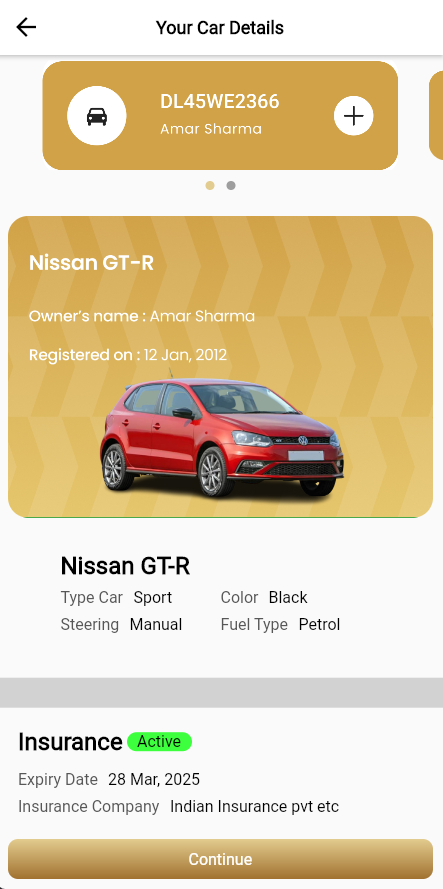 Your Car Details
DL45WE2366
Amar Sharma
Nissan GT-R
Owner's name : Amar Sharma
Registered on : 12 Jan, 2012
Nissan GT-R
Type Car Sport Color Black
Steering Manual Fuel Type Petrol
Insurance Active
Expiry Date 28 Mar, 2025
Insurance Company Indian Insurance pvt etc
Continue